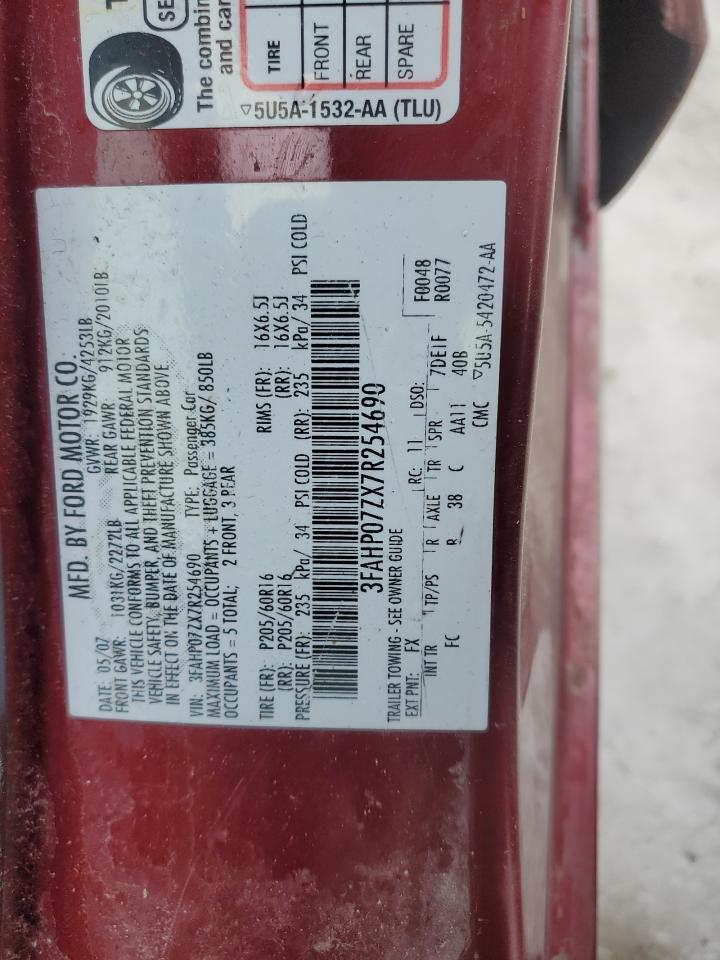 SE
The combin
and car
TIRE
FRONT
REAR
SPARE
▽5U5A-1532-AA (TLU)
MFD. BY FORD MOTOR CO.
DATE: 05/07 GVWR: 1929KG/4253LB
FRONT GAWR: 1031KG/2272LB REAR GAWR: 912KG/2010LB
THIS VEHICLE CONFORMS TO ALL APPLICABLE FEDERAL MOTOR
VEHICLE SAFETY, BUMPER, AND THEFT PREVENTION STANDARDS
IN EFFECT ON THE DATE OF MANUFACTURE SHOWN ABOVE
VIN: 3FAHP07ZX7R254690 TYPE: Passenger Car
MAXIMUM LOAD = OCCUPANTS + LUGGAGE = 385KG/ 850LB
OCCUPANTS = 5 TOTAL; 2 FRONT, 3 REAR
TIRE (FR): P205/60R16 RIMS (FR): 16X6.5J
(RR): P205/60R16 (RR): 16X6.5J
PRESSURE (FR): 235 kPa/ 34 PSI COLD (RR): 235 kPa/ 34 PSI COLD
3FAHP07ZX7R254690
TRAILER TOWING - SEE OWNER GUIDE
EXT PNT: FX RC: 11 DSO: F0048
R0077
INT TR TP/PS R AXLE TR SPR 7DE1F
FC R 38 C AA11 40B
CMC ▽5U5A-5420472-AA